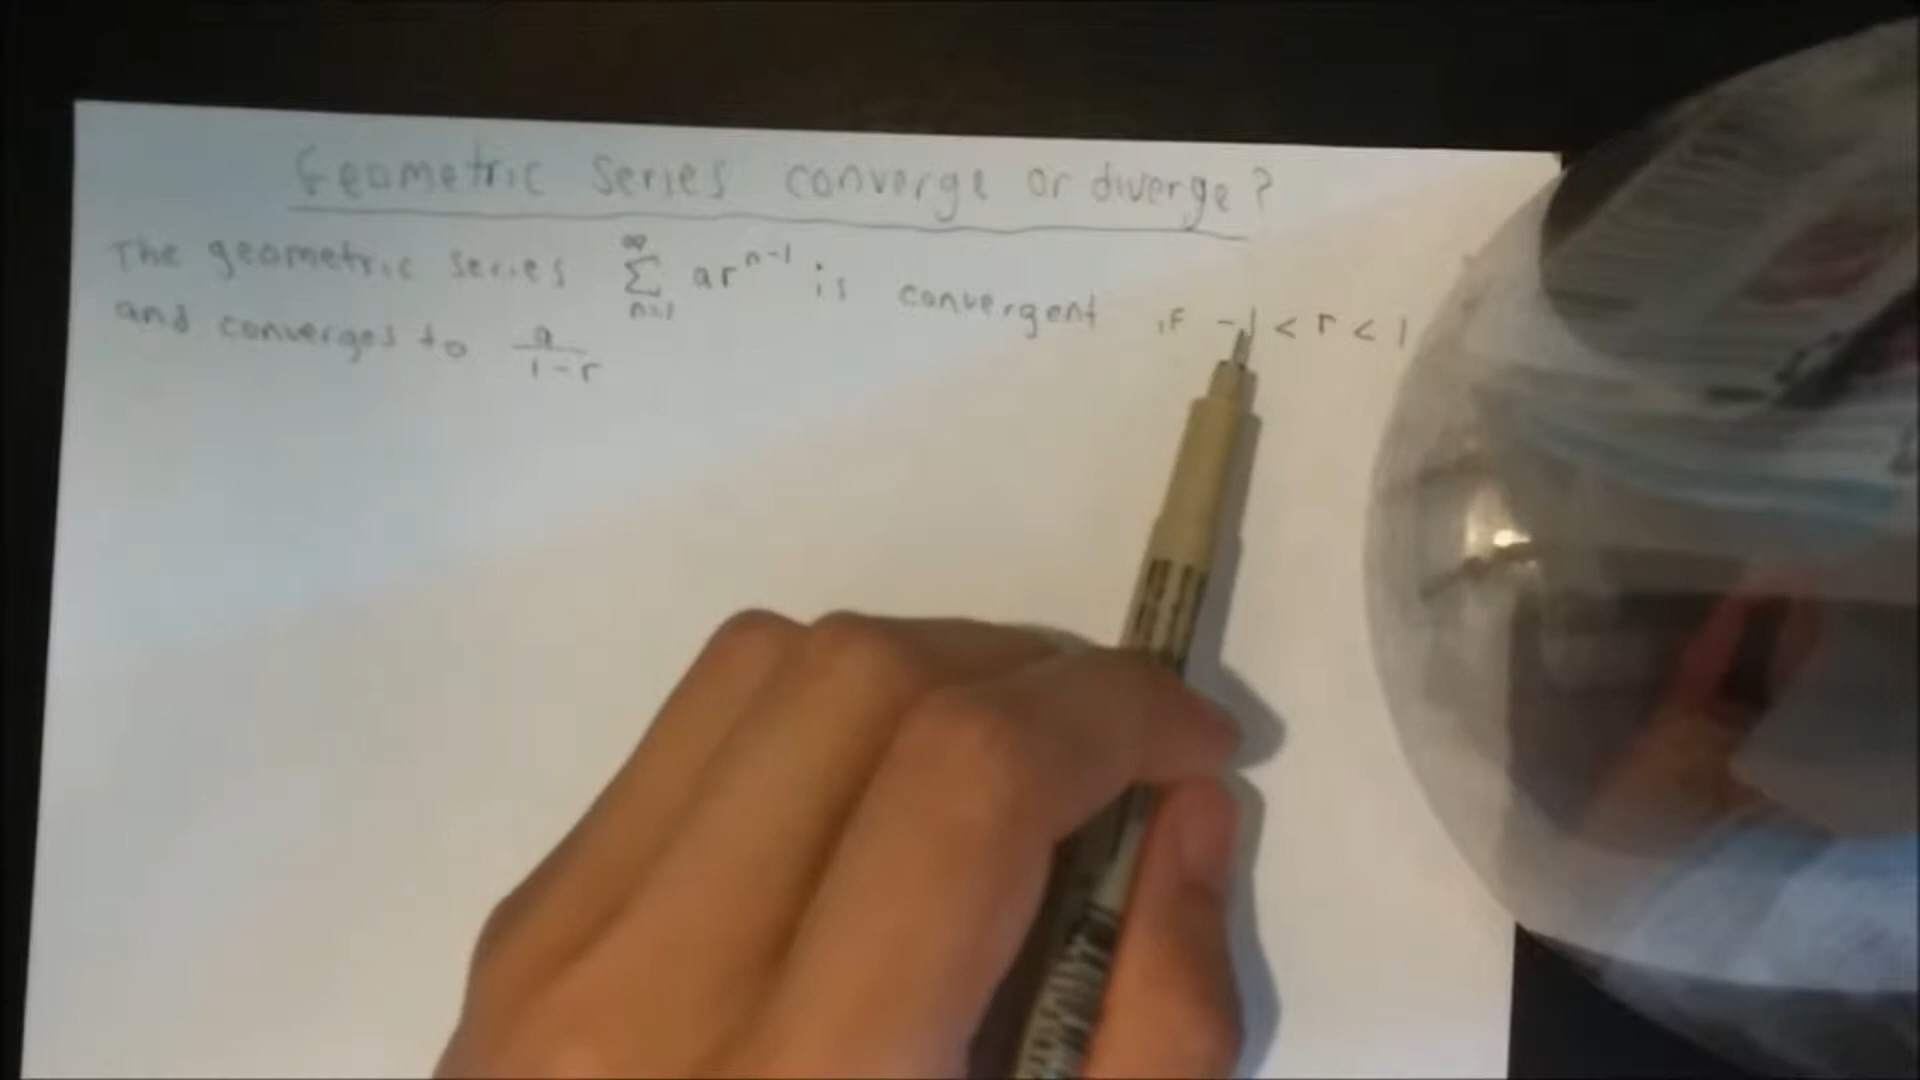 Geometric Series converge or diverge?
The geometric series ∑_{n=1}^{∞} ar^{n-1} is convergent if -1 < r < 1
and converges to a/(1-r)